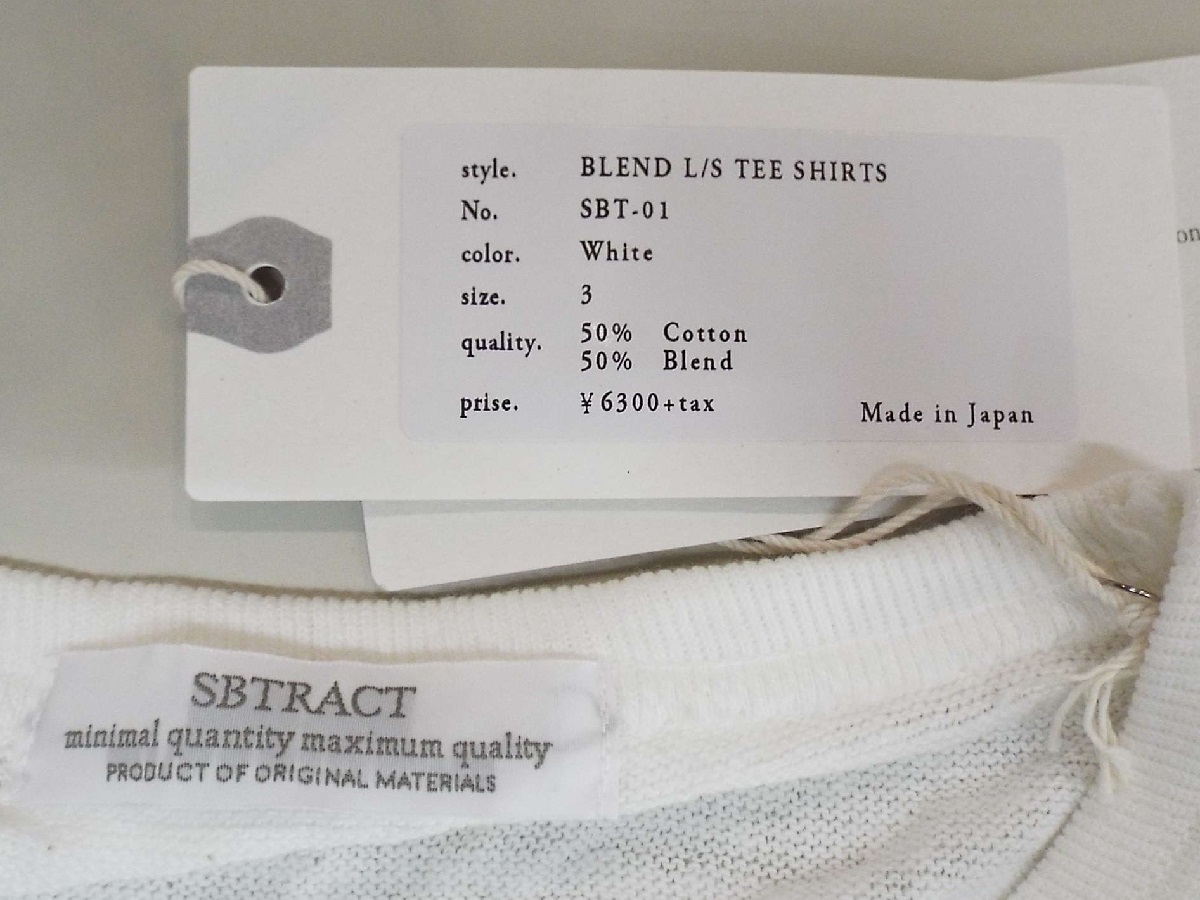 style. BLEND L/S TEE SHIRTS
No. SBT-01
color. White
size. 3
quality. 50% Cotton
50% Blend
prise. ¥6300+tax
Made in Japan
SBTRACT
minimal quantity maximum quality
PRODUCT OF ORIGINAL MATERIALS